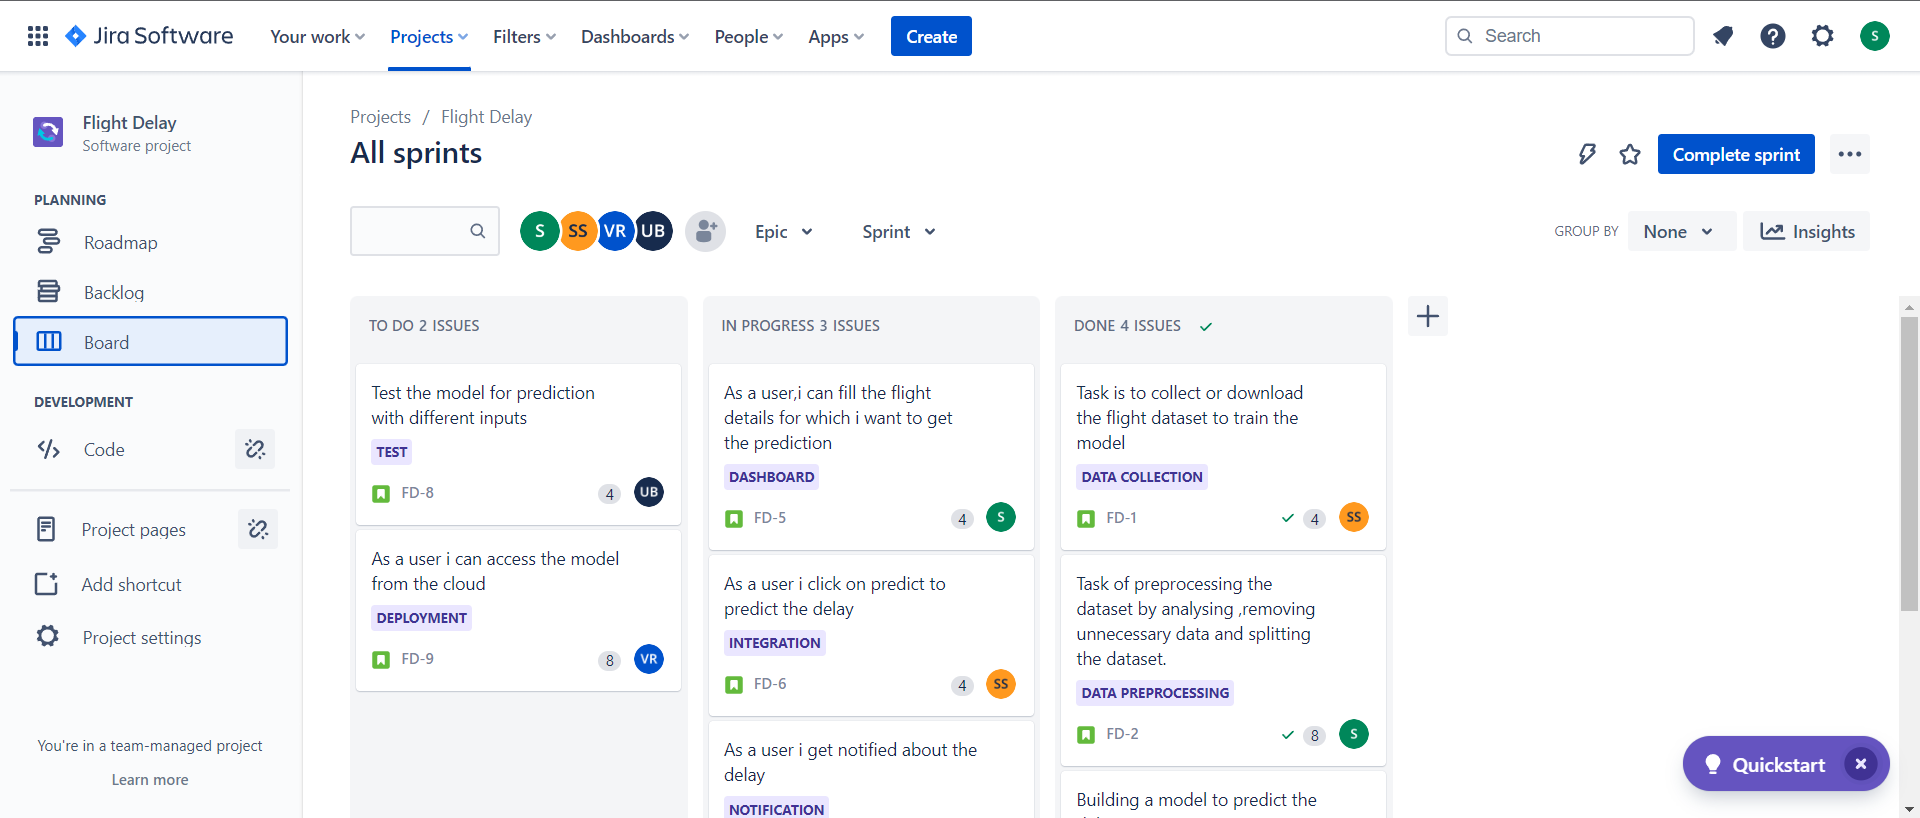 Jira Software
Your work
Projects
Filters
Dashboards
People
Apps
Create
Search
S
Flight Delay
Software project
PLANNING
Roadmap
Backlog
Board
DEVELOPMENT
Code
Project pages
Add shortcut
Project settings
You're in a team-managed project
Learn more
Projects / Flight Delay
All sprints
Complete sprint
S SS VR UB
Epic
Sprint
GROUP BY
None
Insights
TO DO 2 ISSUES
Test the model for prediction
with different inputs
TEST
FD-8
4
UB
As a user i can access the model
from the cloud
DEPLOYMENT
FD-9
8
VR
IN PROGRESS 3 ISSUES
As a user,i can fill the flight
details for which i want to get
the prediction
DASHBOARD
FD-5
4
S
As a user i click on predict to
predict the delay
INTEGRATION
FD-6
4
SS
As a user i get notified about the
delay
NOTIFICATION
DONE 4 ISSUES
Task is to collect or download
the flight dataset to train the
model
DATA COLLECTION
FD-1
4
SS
Task of preprocessing the
dataset by analysing ,removing
unnecessary data and splitting
the dataset.
DATA PREPROCESSING
FD-2
8
S
Building a model to predict the
Quickstart